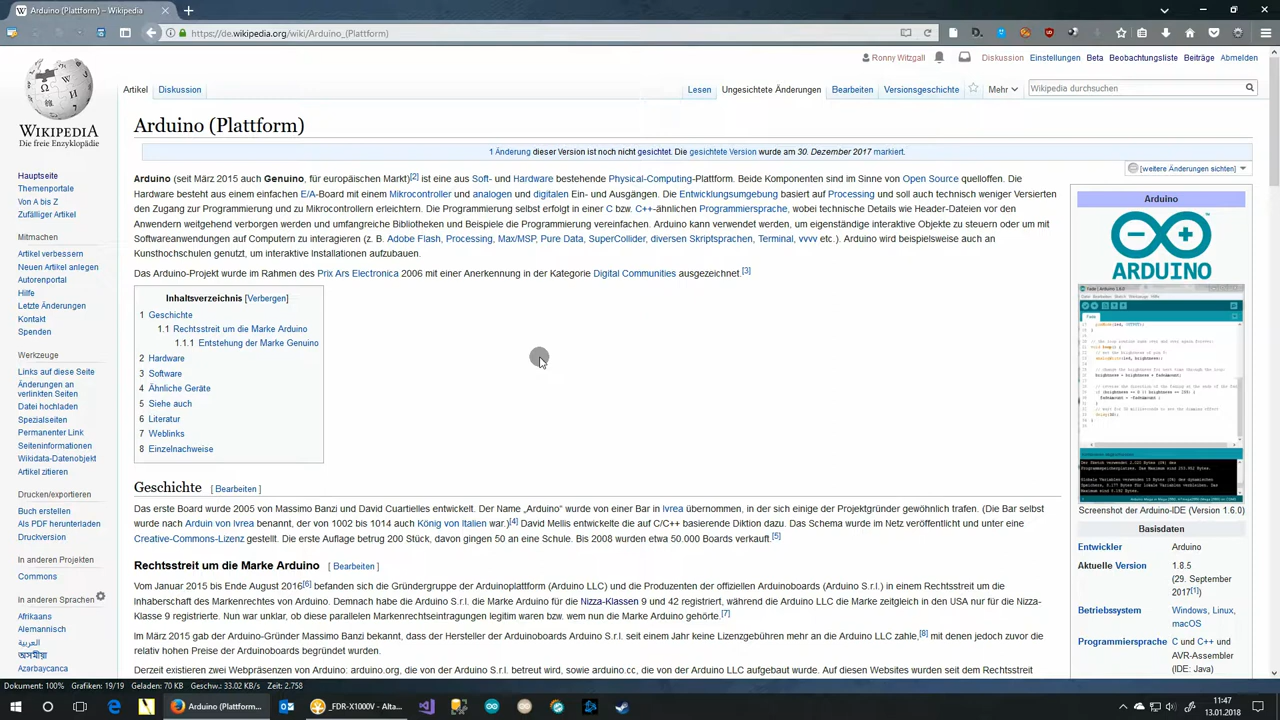 Arduino (Plattform) – Wikipedia
https://de.wikipedia.org/wiki/Arduino_(Plattform)
Ronny Witzgall
Diskussion Einstellungen Beta Beobachtungsliste Beiträge Abmelden
Artikel Diskussion
Lesen Ungesichtete Änderungen Bearbeiten Versionsgeschichte Mehr
Wikipedia durchsuchen
WIKIPEDIA
Die freie Enzyklopädie
Arduino (Plattform)
1 Änderung dieser Version ist noch nicht gesichtet. Die gesichtete Version wurde am 30. Dezember 2017 markiert.
[weitere Änderungen sichten]
Hauptseite
Themenportale
Von A bis Z
Zufälliger Artikel
Mitmachen
Artikel verbessern
Neuen Artikel anlegen
Autorenportal
Hilfe
Letzte Änderungen
Kontakt
Spenden
Werkzeuge
Links auf diese Seite
Änderungen an
verlinkten Seiten
Datei hochladen
Spezialseiten
Permanenter Link
Seiteninformationen
Wikidata-Datenobjekt
Artikel zitieren
Drucken/exportieren
Buch erstellen
Als PDF herunterladen
Druckversion
In anderen Projekten
Commons
In anderen Sprachen
Afrikaans
Alemannisch
العربية
অসমীয়া
Azərbaycanca
Arduino (seit März 2015 auch Genuino, für europäischen Markt)[2] ist eine aus Soft- und Hardware bestehende Physical-Computing-Plattform. Beide Komponenten sind im Sinne von Open Source quelloffen. Die
Hardware besteht aus einem einfachen E/A-Board mit einem Mikrocontroller und analogen und digitalen Ein- und Ausgängen. Die Entwicklungsumgebung basiert auf Processing und soll auch technisch weniger Versierten
den Zugang zur Programmierung und zu Mikrocontrollern erleichtern. Die Programmierung selbst erfolgt in einer C bzw. C++-ähnlichen Programmiersprache, wobei technische Details wie Header-Dateien vor den
Anwendern weitgehend verborgen werden und umfangreiche Bibliotheken und Beispiele die Programmierung vereinfachen. Arduino kann verwendet werden, um eigenständige interaktive Objekte zu steuern oder um mit
Softwareanwendungen auf Computern zu interagieren (z. B. Adobe Flash, Processing, Max/MSP, Pure Data, SuperCollider, diversen Skriptsprachen, Terminal, vvvv etc.). Arduino wird beispielsweise auch an
Kunsthochschulen genutzt, um interaktive Installationen aufzubauen.
Das Arduino-Projekt wurde im Rahmen des Prix Ars Electronica 2006 mit einer Anerkennung in der Kategorie Digital Communities ausgezeichnet.[3]
Inhaltsverzeichnis [Verbergen]
1 Geschichte
1.1 Rechtsstreit um die Marke Arduino
1.1.1 Entstehung der Marke Genuino
2 Hardware
3 Software
4 Ähnliche Geräte
5 Siehe auch
6 Literatur
7 Weblinks
8 Einzelnachweise
Geschichte [ Bearbeiten ]
Das erste Board wurde 2005 von Massimo Banzi und David Cuartielles entwickelt. Der Name „Arduino“ wurde von einer Bar in Ivrea übernommen, in der sich einige der Projektgründer gewöhnlich trafen. (Die Bar selbst
wurde nach Arduin von Ivrea benannt, der von 1002 bis 1014 auch König von Italien war.)[4] David Mellis entwickelte die auf C/C++ basierende Diktion dazu. Das Schema wurde im Netz veröffentlicht und unter eine
Creative-Commons-Lizenz gestellt. Die erste Auflage betrug 200 Stück, davon gingen 50 an eine Schule. Bis 2008 wurden etwa 50.000 Boards verkauft.[5]
Rechtsstreit um die Marke Arduino [ Bearbeiten ]
Vom Januar 2015 bis Ende August 2016[6] befanden sich die Gründergruppe der Arduinoplattform (Arduino LLC) und die Produzenten der offiziellen Arduinoboards (Arduino S.r.l.) in einem Rechtsstreit um die
Inhaberschaft des Markenrechtes von Arduino. Demnach habe die Arduino S.r.l. die Marke Arduino für die Nizza-Klassen 9 und 42 registriert, während die Arduino LLC die Marke zeitgleich in den USA nur für die Nizza-
Klasse 9 registrierte. Nun war unklar, ob diese parallelen Markenrechtseintragungen legitim waren bzw. wem nun die Marke Arduino gehörte.[7]
Im März 2015 gab der Arduino-Gründer Massimo Banzi bekannt, dass der Hersteller der Arduinoboards Arduino S.r.l. seit einem Jahr keine Lizenzgebühren mehr an die Arduino LLC zahle,[8] mit denen jedoch zuvor die
relativ hohen Preise der Arduinoboards begründet wurden.
Derzeit existieren zwei Webpräsenzen von Arduino: arduino.org, die von der Arduino S.r.l. betreut wird, sowie arduino.cc, die von der Arduino LLC aufgebaut wurde. Auf diesen Websites wurden seit dem Rechtsstreit
Arduino
ARDUINO
Screenshot der Arduino-IDE (Version 1.6.0)
Basisdaten
Entwickler Arduino
Aktuelle Version 1.8.5
(29. September
2017[1])
Betriebssystem Windows, Linux,
macOS
Programmiersprache C und C++ und
AVR-Assembler
(IDE: Java)
Dokument: 100% Grafiken: 19/19 Geladen: 70 KB Geschw.: 33.02 KB/s Zeit: 2.758
Arduino (Plattform...
_FDR-X1000V - Alta...
11:47
13.01.2018